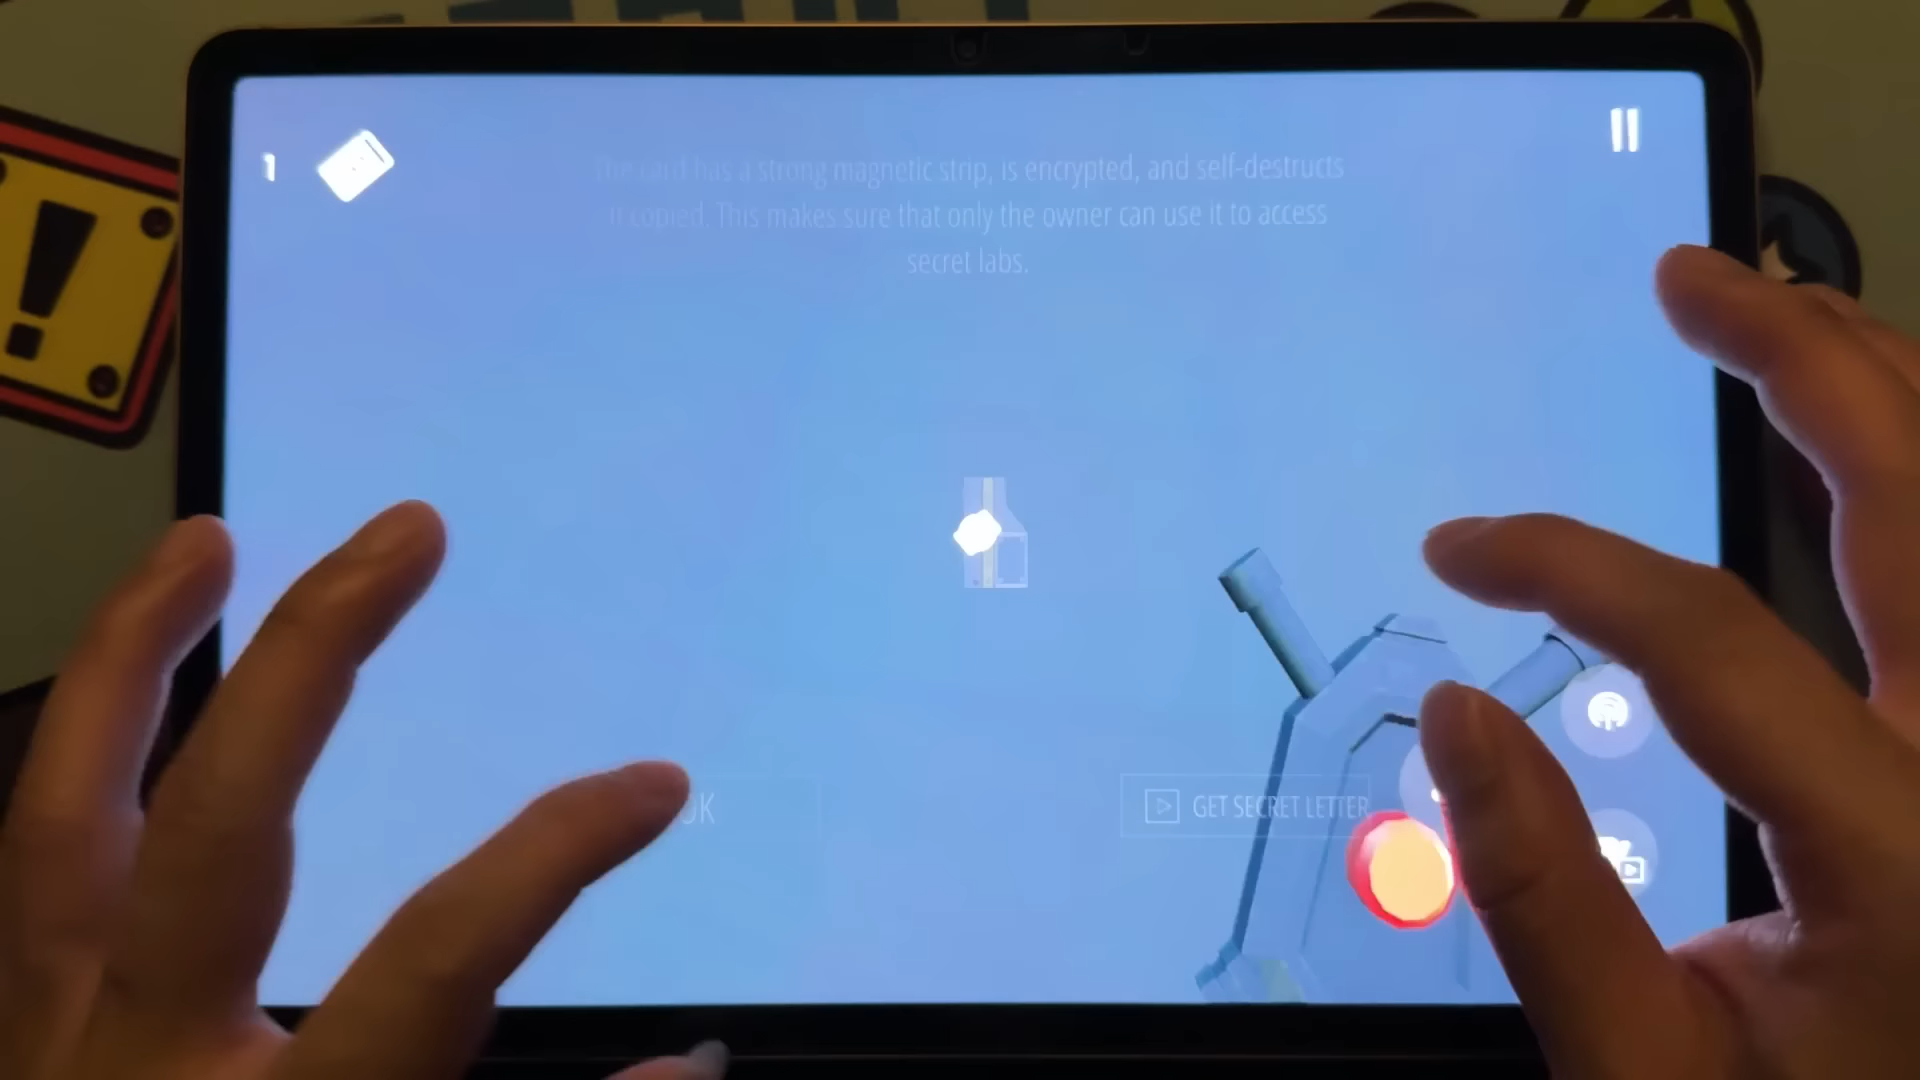 1
The card has a strong magnetic strip, is encrypted, and self-destructs
if copied. This makes sure that only the owner can use it to access
secret labs.
OK
GET SECRET LETTER
!